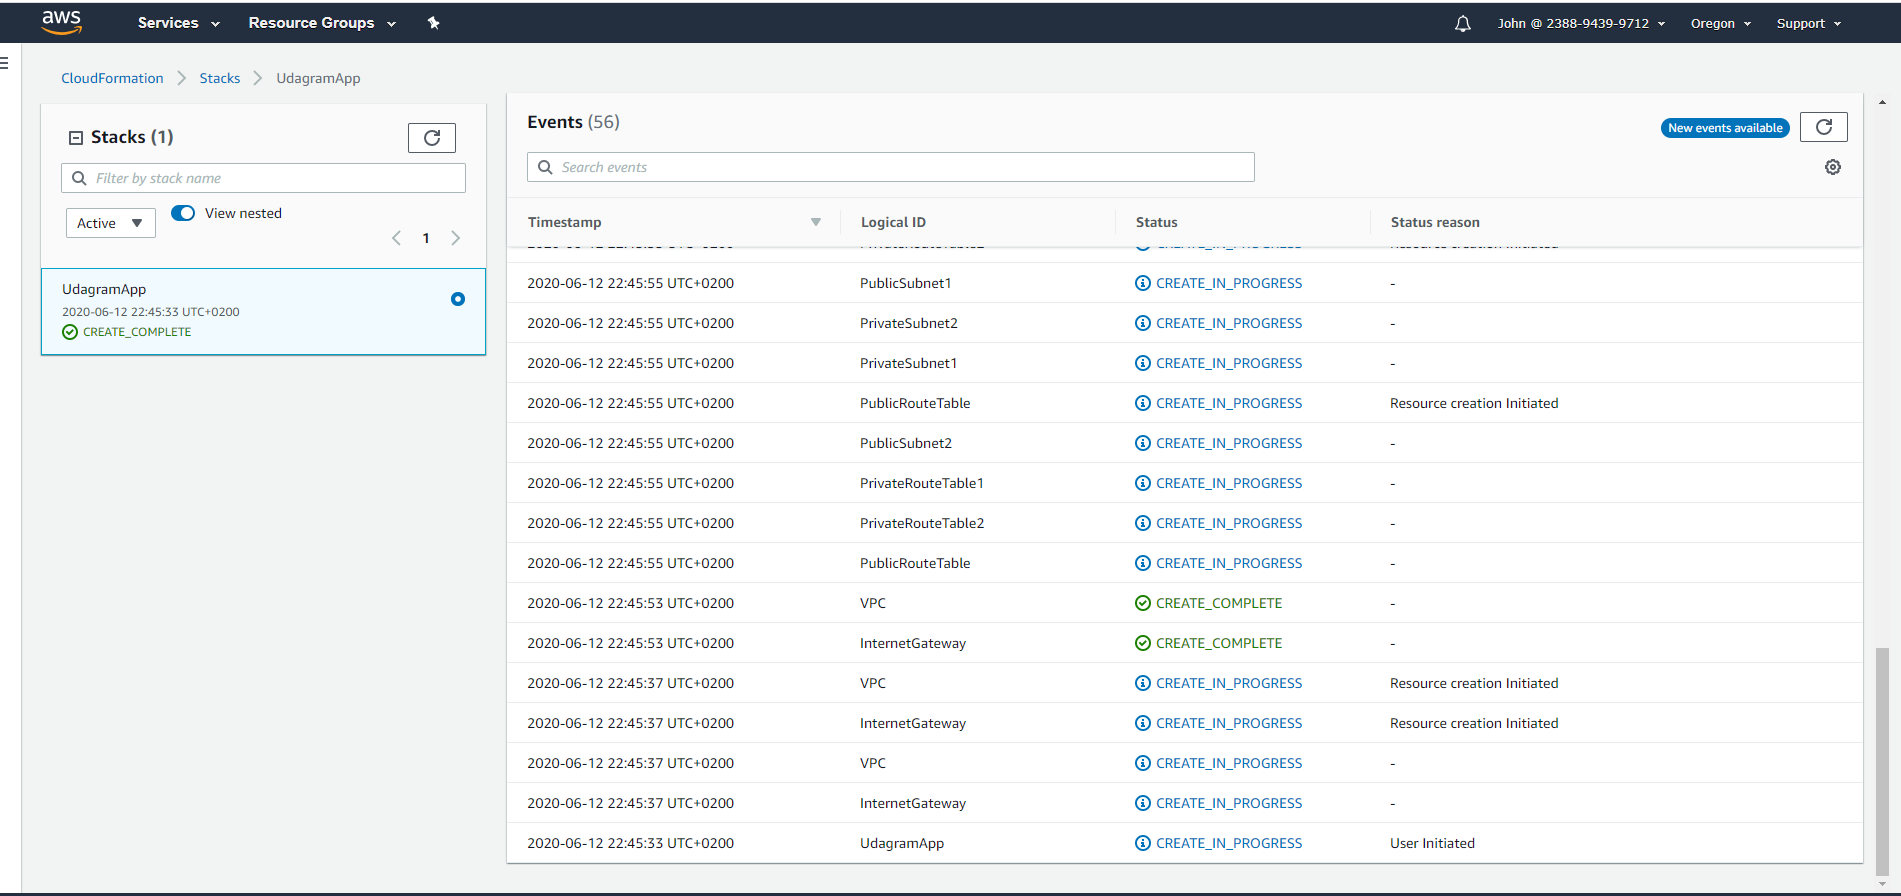 aws Services Resource Groups John @ 2388-9439-9712 Oregon Support
CloudFormation Stacks UdagramApp
Stacks (1)
Filter by stack name
Active View nested
1
UdagramApp
2020-06-12 22:45:33 UTC+0200
CREATE_COMPLETE
Events (56)
New events available
Search events
Timestamp Logical ID Status Status reason
2020-06-12 22:45:55 UTC+0200 PublicSubnet1 CREATE_IN_PROGRESS -
2020-06-12 22:45:55 UTC+0200 PrivateSubnet2 CREATE_IN_PROGRESS -
2020-06-12 22:45:55 UTC+0200 PrivateSubnet1 CREATE_IN_PROGRESS -
2020-06-12 22:45:55 UTC+0200 PublicRouteTable CREATE_IN_PROGRESS Resource creation Initiated
2020-06-12 22:45:55 UTC+0200 PublicSubnet2 CREATE_IN_PROGRESS -
2020-06-12 22:45:55 UTC+0200 PrivateRouteTable1 CREATE_IN_PROGRESS -
2020-06-12 22:45:55 UTC+0200 PrivateRouteTable2 CREATE_IN_PROGRESS -
2020-06-12 22:45:55 UTC+0200 PublicRouteTable CREATE_IN_PROGRESS -
2020-06-12 22:45:53 UTC+0200 VPC CREATE_COMPLETE -
2020-06-12 22:45:53 UTC+0200 InternetGateway CREATE_COMPLETE -
2020-06-12 22:45:37 UTC+0200 VPC CREATE_IN_PROGRESS Resource creation Initiated
2020-06-12 22:45:37 UTC+0200 InternetGateway CREATE_IN_PROGRESS Resource creation Initiated
2020-06-12 22:45:37 UTC+0200 VPC CREATE_IN_PROGRESS -
2020-06-12 22:45:37 UTC+0200 InternetGateway CREATE_IN_PROGRESS -
2020-06-12 22:45:33 UTC+0200 UdagramApp CREATE_IN_PROGRESS User Initiated